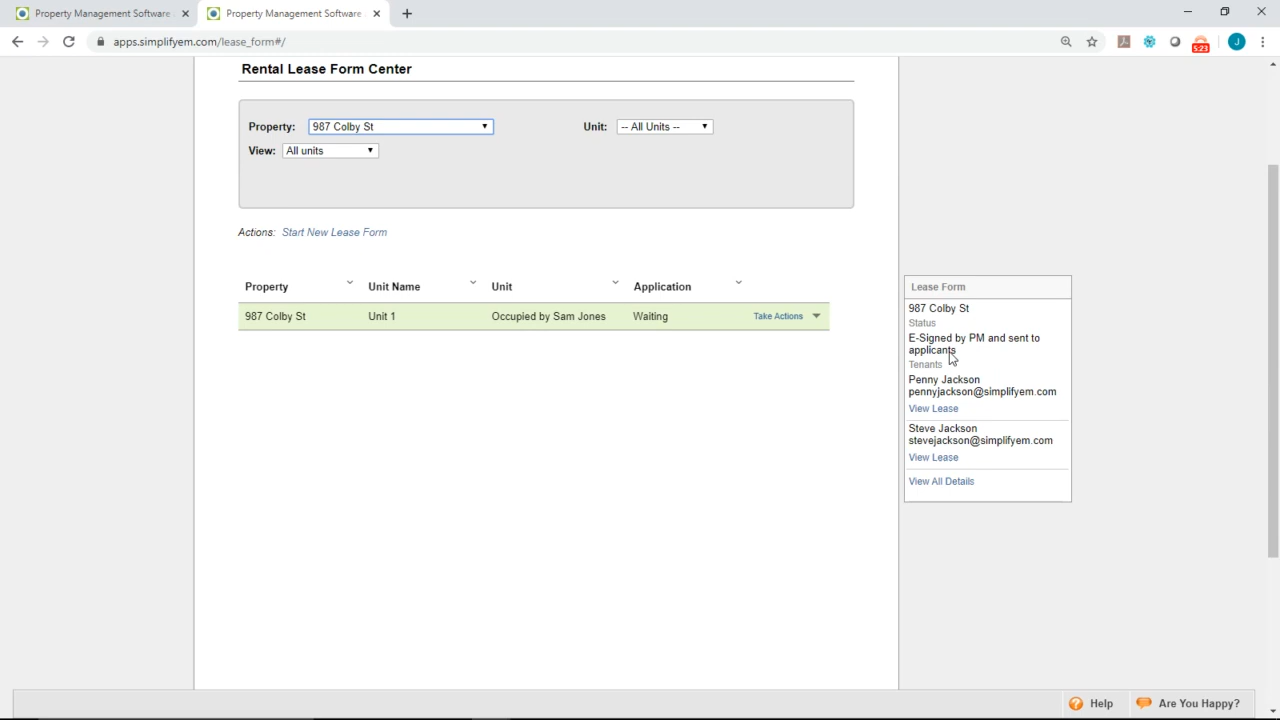 Property Management Software
Property Management Software
apps.simplifyem.com/lease_form#/
5:23
J
Rental Lease Form Center
Property: 987 Colby St Unit: -- All Units --
View: All units
Actions: Start New Lease Form
Property Unit Name Unit Application
987 Colby St Unit 1 Occupied by Sam Jones Waiting Take Actions
Lease Form
987 Colby St
Status
E-Signed by PM and sent to
applicants
Tenants
Penny Jackson
pennyjackson@simplifyem.com
View Lease
Steve Jackson
stevejackson@simplifyem.com
View Lease
View All Details
? Help Are You Happy?